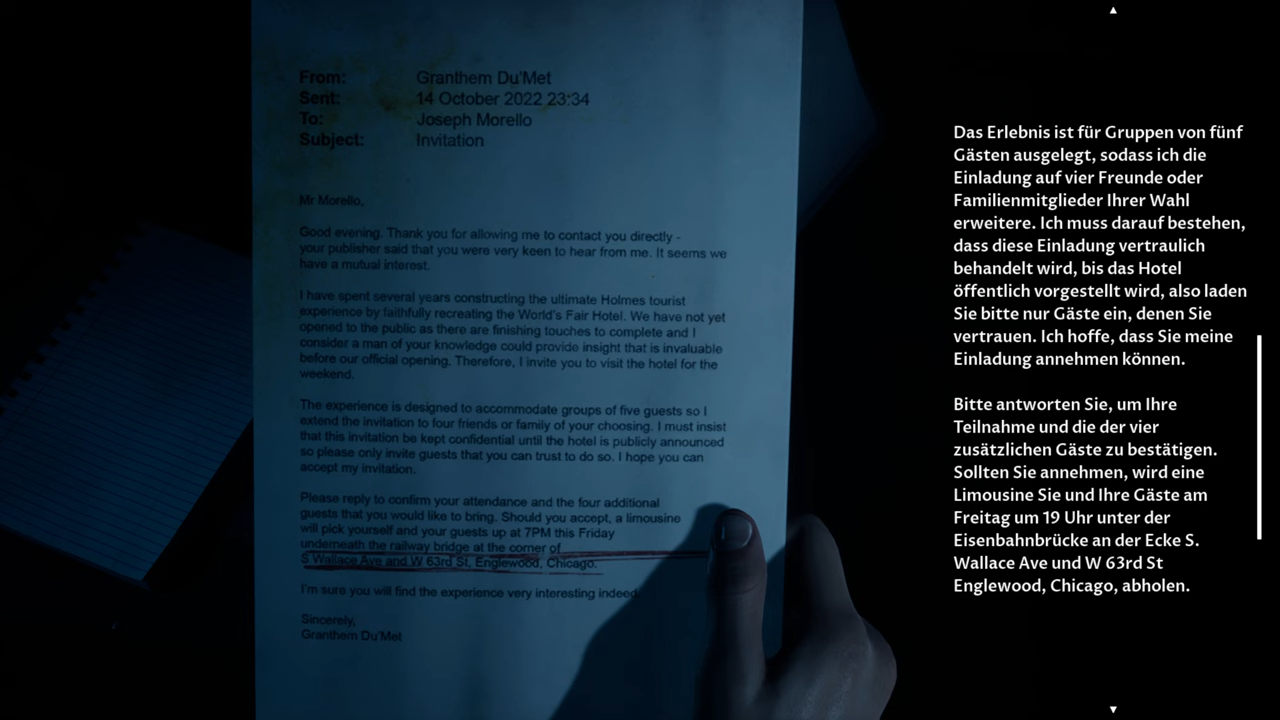 From: Granthem Du'Met
Sent: 14 October 2022 23:34
To: Joseph Morello
Subject: Invitation
Mr Morello,
Good evening. Thank you for allowing me to contact you directly -
your publisher said that you were very keen to hear from me. It seems we
have a mutual interest.
I have spent several years constructing the ultimate Holmes tourist
experience by faithfully recreating the World's Fair Hotel. We have not yet
opened to the public as there are finishing touches to complete and I
consider a man of your knowledge could provide insight that is invaluable
before our official opening. Therefore, I invite you to visit the hotel for the
weekend.
The experience is designed to accommodate groups of five guests so I
extend the invitation to four friends or family of your choosing. I must insist
that this invitation be kept confidential until the hotel is publicly announced
so please only invite guests that you can trust to do so. I hope you can
accept my invitation.
Please reply to confirm your attendance and the four additional
guests that you would like to bring. Should you accept, a limousine
will pick yourself and your guests up at 7PM this Friday
underneath the railway bridge at the corner of
S Wallace Ave and W 63rd St, Englewood, Chicago.
I'm sure you will find the experience very interesting indeed
Sincerely,
Granthem Du'Met
Das Erlebnis ist für Gruppen von fünf
Gästen ausgelegt, sodass ich die
Einladung auf vier Freunde oder
Familienmitglieder Ihrer Wahl
erweitere. Ich muss darauf bestehen,
dass diese Einladung vertraulich
behandelt wird, bis das Hotel
öffentlich vorgestellt wird, also laden
Sie bitte nur Gäste ein, denen Sie
vertrauen. Ich hoffe, dass Sie meine
Einladung annehmen können.
Bitte antworten Sie, um Ihre
Teilnahme und die der vier
zusätzlichen Gäste zu bestätigen.
Sollten Sie annehmen, wird eine
Limousine Sie und Ihre Gäste am
Freitag um 19 Uhr unter der
Eisenbahnbrücke an der Ecke S.
Wallace Ave und W 63rd St
Englewood, Chicago, abholen.